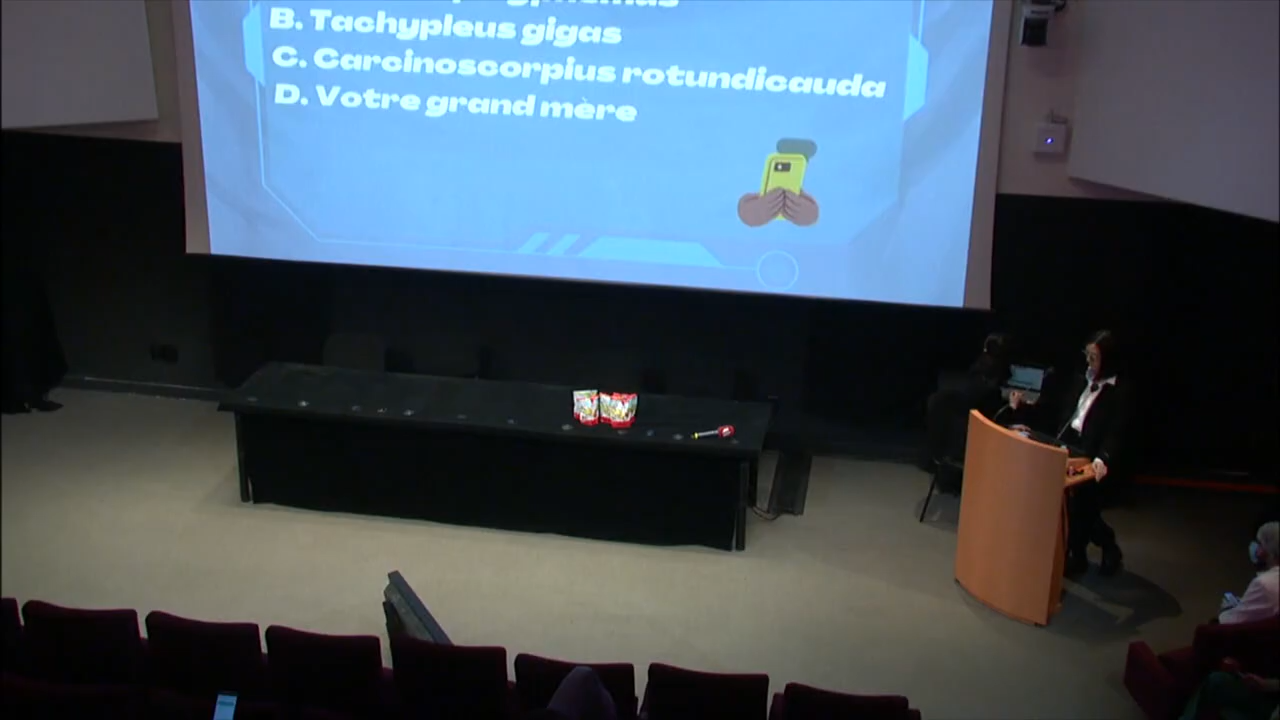 B. Tachypleus gigas
C. Carcinoscorpius rotundicauda
D. Votre grand mère